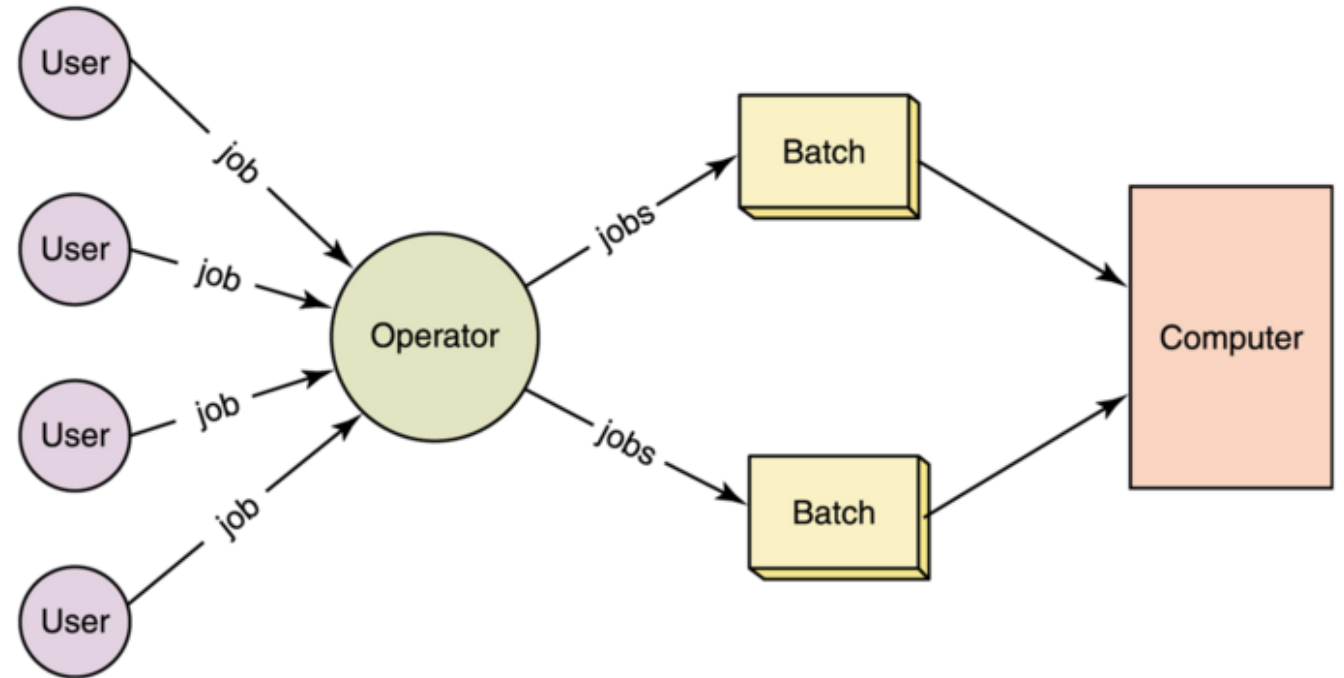 User
job
User
job
User
job
User
job
Operator
jobs
Batch
jobs
Batch
Computer